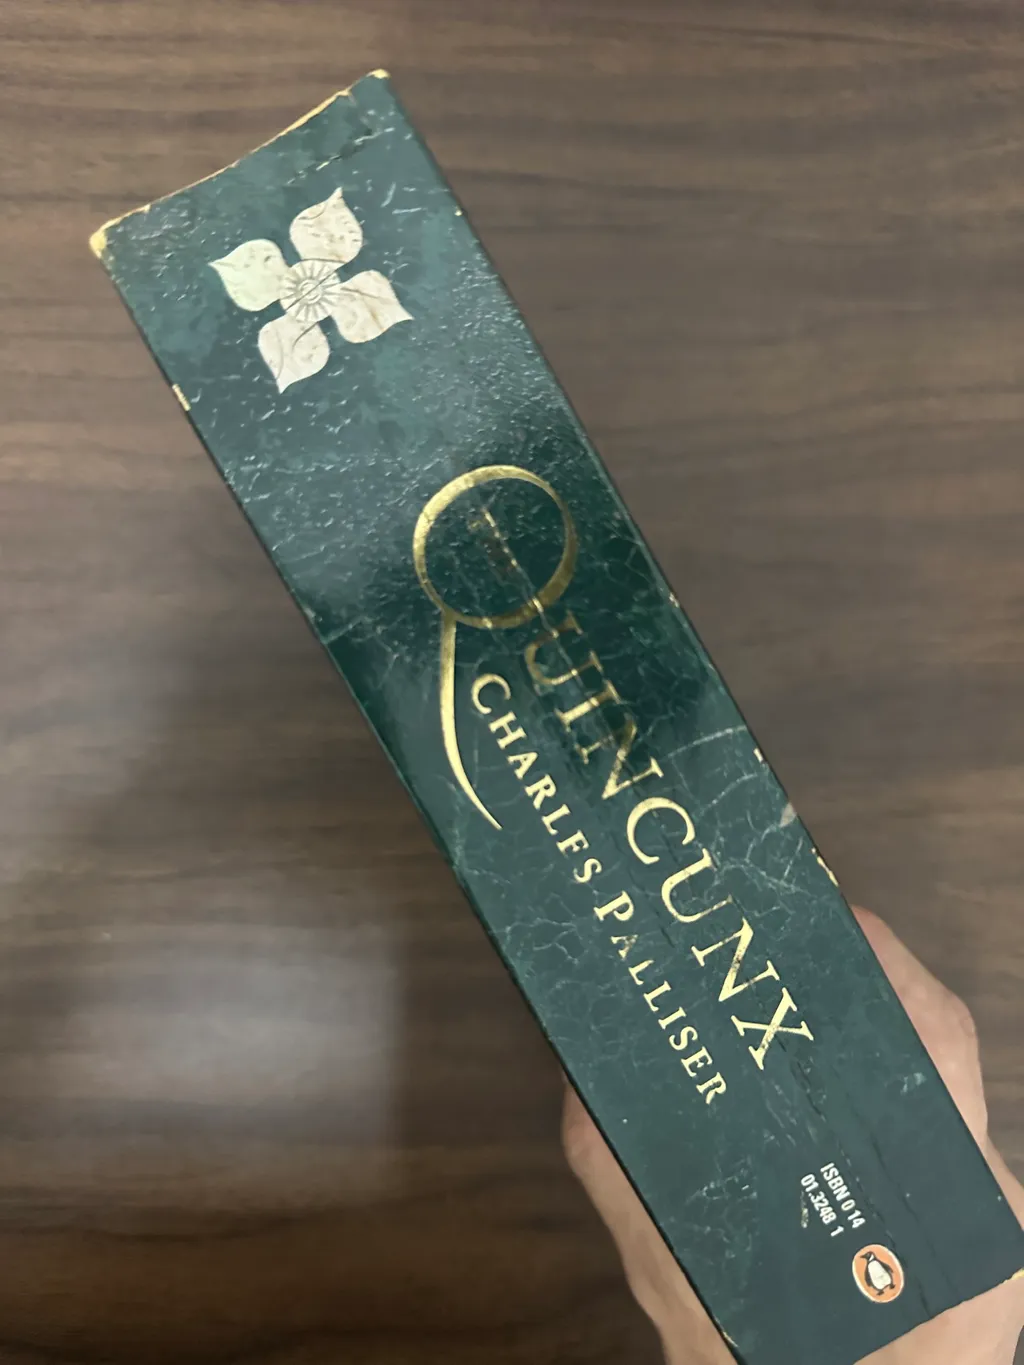 QUINCUNX
CHARLES PALLISER
ISBN 0 14
01.3248 1